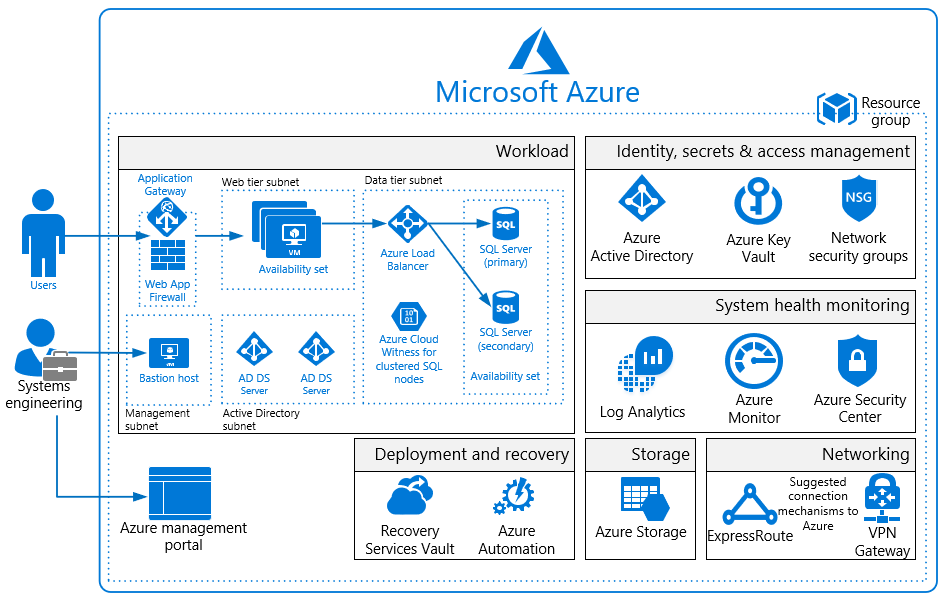 Microsoft Azure
Resource
group
Workload
Application
Gateway
Web tier subnet
Data tier subnet
VM
Availability set
Azure Load
Balancer
SQL
SQL Server
(primary)
Web App
Firewall
Users
10
01
Azure Cloud
Witness for
clustered SQL
nodes
SQL
SQL Server
(secondary)
Availability set
VM
Bastion host
Management
subnet
AD DS
Server
AD DS
Server
Active Directory
subnet
Systems
engineering
Azure management
portal
Identity, secrets & access management
Azure
Active Directory
Azure Key
Vault
NSG
Network
security groups
System health monitoring
Log Analytics
Azure
Monitor
Azure Security
Center
Deployment and recovery
Recovery
Services Vault
Azure
Automation
Storage
Azure Storage
Networking
ExpressRoute
Suggested
connection
mechanisms to
Azure
VPN
Gateway